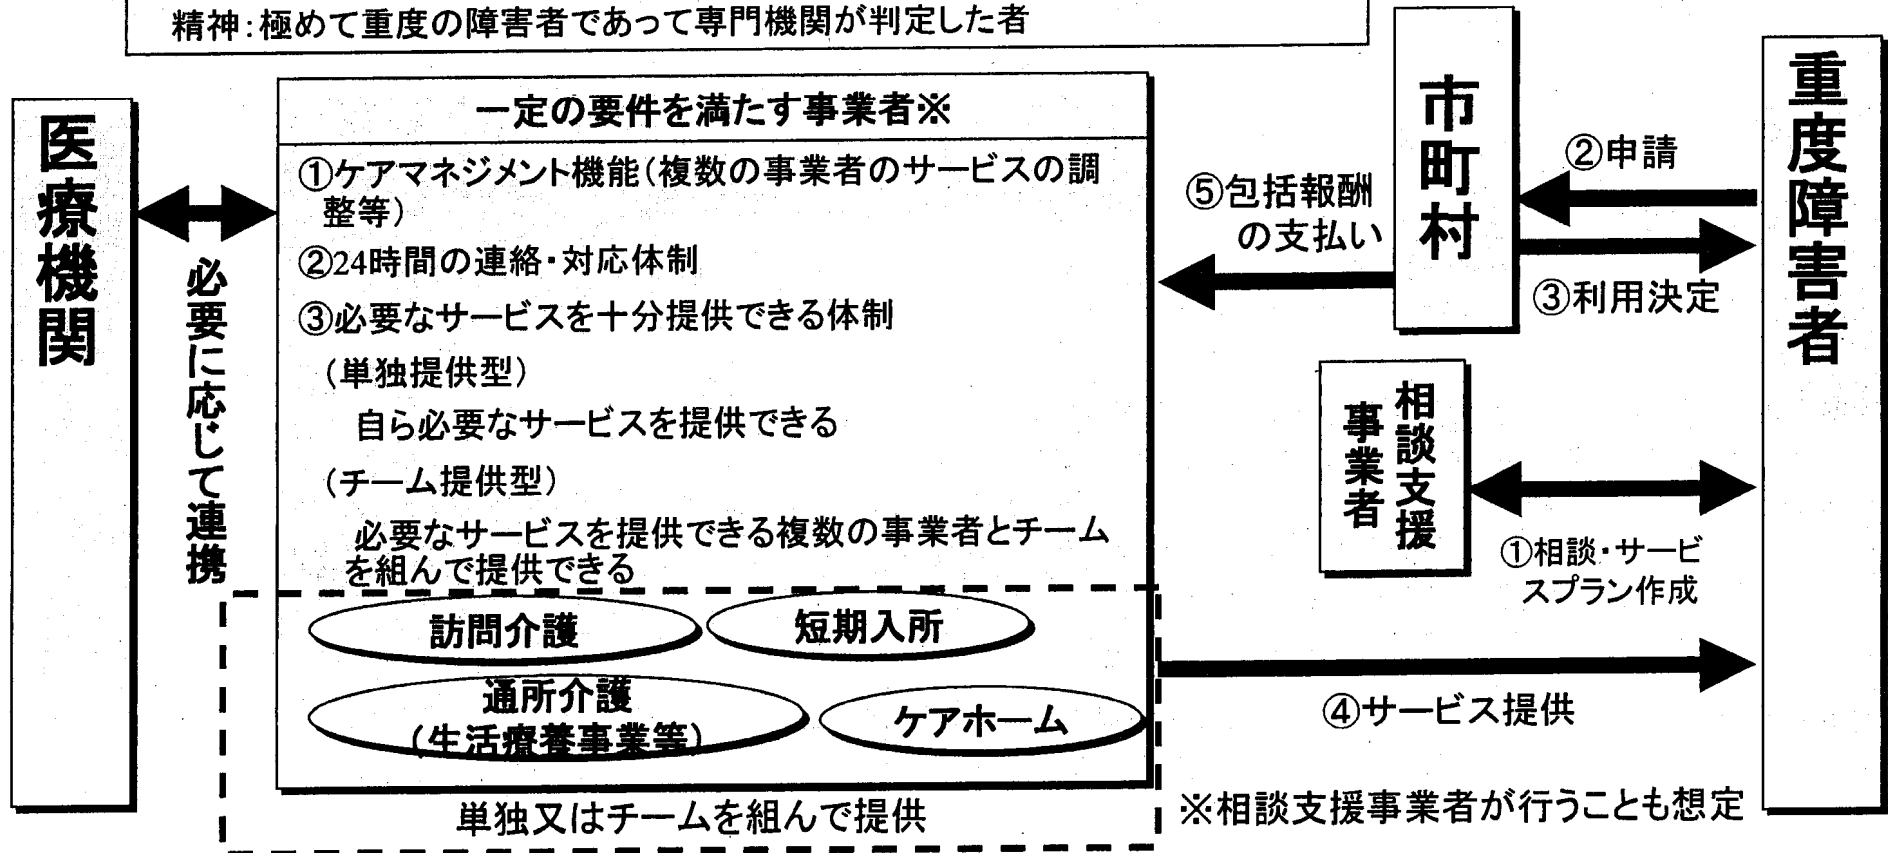 精神：極めて重度の障害者であって専門機関が判定した者
医療機関
必要に応じて連携
一定の要件を満たす事業者※
①ケアマネジメント機能（複数の事業者のサービスの調
整等）
②24時間の連絡・対応体制
③必要なサービスを十分提供できる体制
（単独提供型）
自ら必要なサービスを提供できる
（チーム提供型）
必要なサービスを提供できる複数の事業者とチーム
を組んで提供できる
訪問介護
短期入所
通所介護
（生活療養事業等）
ケアホーム
単独又はチームを組んで提供
⑤包括報酬
の支払い
市町村
②申請
③利用決定
相談支援
事業者
①相談・サービ
スプラン作成
④サービス提供
※相談支援事業者が行うことも想定
重度障害者